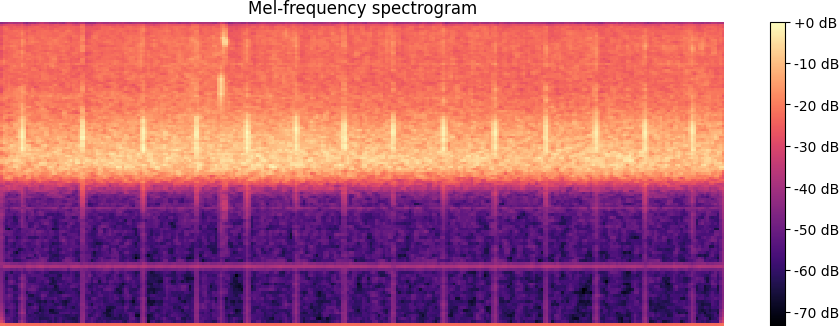 Mel-frequency spectrogram
+0 dB
-10 dB
-20 dB
-30 dB
-40 dB
-50 dB
-60 dB
-70 dB